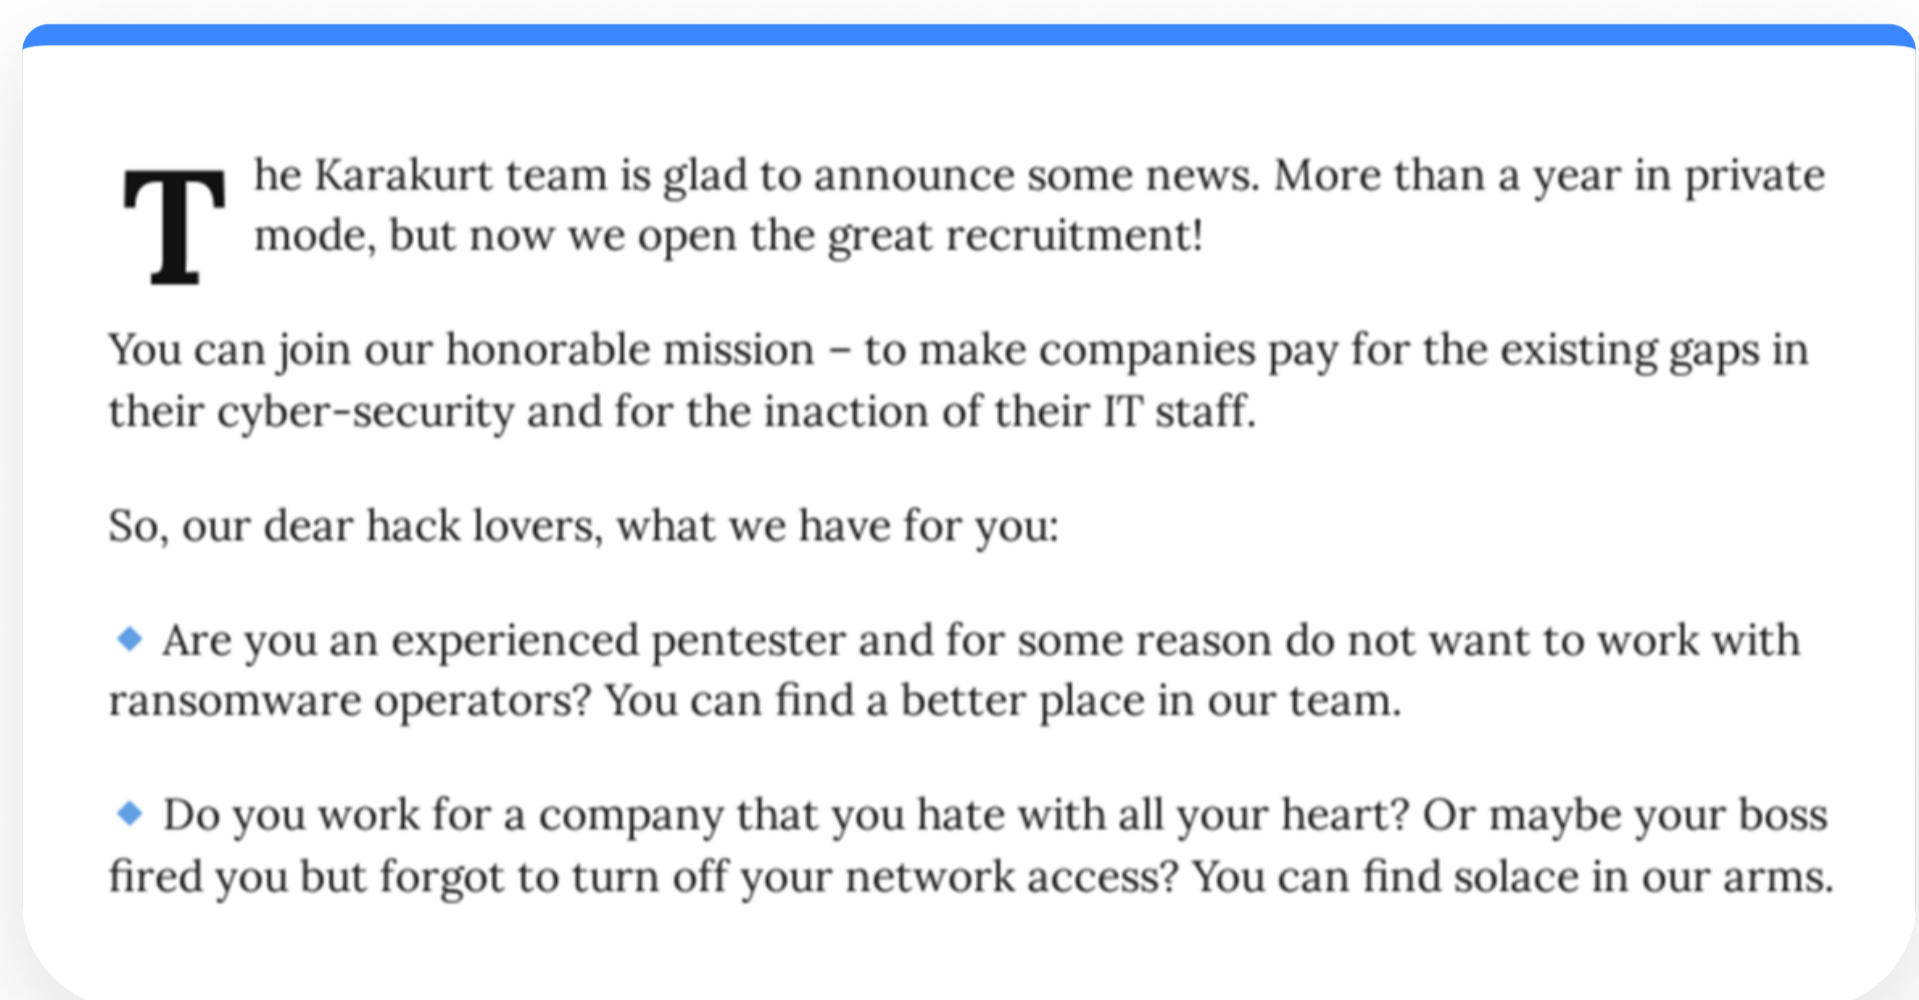 The Karakurt team is glad to announce some news. More than a year in private
mode, but now we open the great recruitment!
You can join our honorable mission – to make companies pay for the existing gaps in
their cyber-security and for the inaction of their IT staff.
So, our dear hack lovers, what we have for you:
🔹 Are you an experienced pentester and for some reason do not want to work with
ransomware operators? You can find a better place in our team.
🔹 Do you work for a company that you hate with all your heart? Or maybe your boss
fired you but forgot to turn off your network access? You can find solace in our arms.